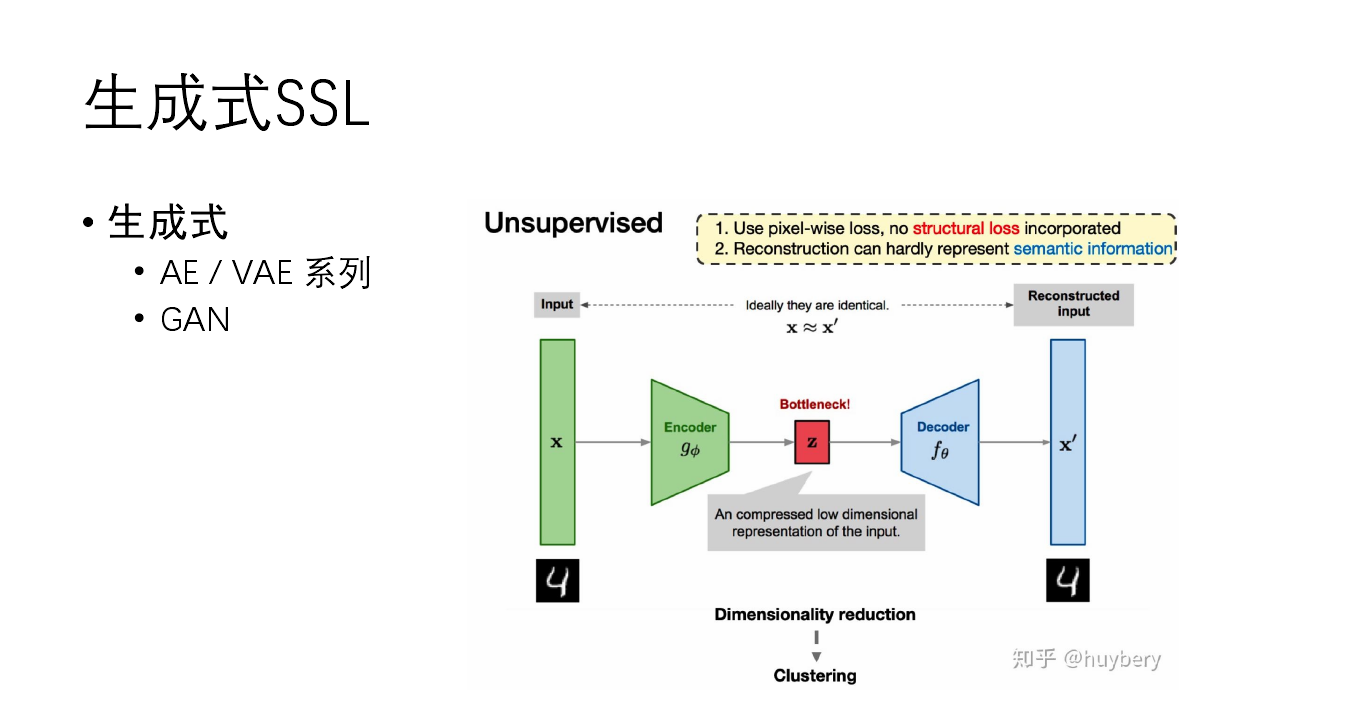 生成式SSL
• 生成式
• AE / VAE 系列
• GAN
Unsupervised
1. Use pixel-wise loss, no structural loss incorporated
2. Reconstruction can hardly represent semantic information
Input
Ideally they are identical.
x ≈ x′
Reconstructed
input
x
Encoder
gϕ
Bottleneck!
z
Decoder
fθ
x′
An compressed low dimensional
representation of the input.
4
4
Dimensionality reduction
Clustering
知乎 @huybery